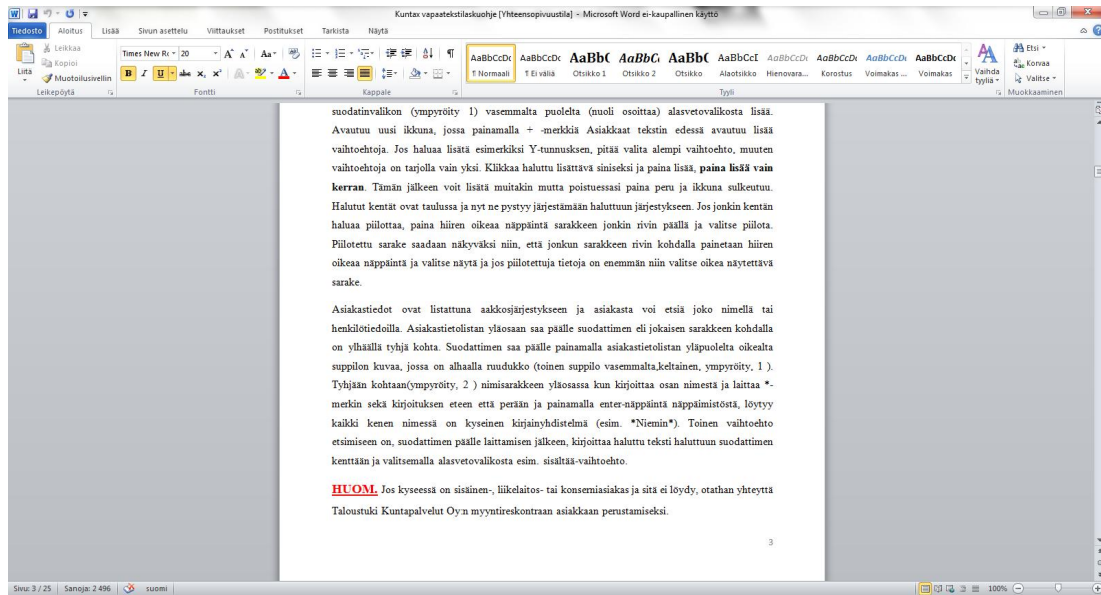 Kuntax vapaatekstilaskuohje [Yhteensopivuustila] - Microsoft Word ei-kaupallinen käyttö
Tiedosto Aloitus Lisää Sivun asettelu Viittaukset Postitukset Tarkista Näytä
Liitä
Leikkaa
Kopioi
Muotoilusivellin
Leikepöytä
Times New Rc 20
Fontti
Kappale
AaBbCcDc AaBbCcDc AaBb( AaBbC( AaBb( AaBbCcI AaBbCcDc AaBbCcDc AaBbCcDc AaBbCcDc
¶ Normaali ¶ Ei väliä Otsikko 1 Otsikko 2 Otsikko Alaotsikko Hienovara... Korostus Voimakas ... Voimakas
Tyyli
Vaihda tyyliä
Etsi
Korvaa
Valitse
Muokkaaminen
suodatinvalikon (ympyröity 1) vasemmalta puolelta (nuoli osoittaa) alasvetovalikosta lisää.
Avautuu uusi ikkuna, jossa painamalla + -merkkiä Asiakkaat tekstin edessä avautuu lisää
vaihtoehtoja. Jos haluaa lisätä esimerkiksi Y-tunnusksen, pitää valita alempi vaihtoehto, muuten
vaihtoehtoja on tarjolla vain yksi. Klikkaa haluttu lisättävä siniseksi ja paina lisää, paina lisää vain
kerran. Tämän jälkeen voit lisätä muitakin mutta poistuessasi paina peru ja ikkuna sulkeutuu.
Halutut kentät ovat taulussa ja nyt ne pystyy järjestämään haluttuun järjestykseen. Jos jonkin kentän
haluaa piilottaa, paina hiiren oikeaa näppäintä sarakkeen jonkin rivin päällä ja valitse piilota.
Piilotettu sarake saadaan näkyväksi niin, että jonkun sarakkeen rivin kohdalla painetaan hiiren
oikeaa näppäintä ja valitse näytä ja jos piilotettuja tietoja on enemmän niin valitse oikea näytettävä
sarake.
Asiakastiedot ovat listattuna aakkosjärjestykseen ja asiakasta voi etsiä joko nimellä tai
henkilötiedoilla. Asiakastietolistan yläosaan saa päälle suodattimen eli jokaisen sarakkeen kohdalla
on ylhäällä tyhjä kohta. Suodattimen saa päälle painamalla asiakastietolistan yläpuolelta oikealta
suppilon kuvaa, jossa on alhaalla ruudukko (toinen suppilo vasemmalta,keltainen, ympyröity, 1 ).
Tyhjään kohtaan(ympyröity, 2 ) nimisarakkeen yläosassa kun kirjoittaa osan nimestä ja laittaa *-
merkin sekä kirjoituksen eteen että perään ja painamalla enter-näppäintä näppäimistöstä, löytyy
kaikki kenen nimessä on kyseinen kirjainyhdistelmä (esim. *Niemin*). Toinen vaihtoehto
etsimiseen on, suodattimen päälle laittamisen jälkeen, kirjoittaa haluttu teksti haluttuun suodattimen
kenttään ja valitsemalla alasvetovalikosta esim. sisältää-vaihtoehto.
HUOM. Jos kyseessä on sisäinen-, liikelaitos- tai konserniasiakas ja sitä ei löydy, otathan yhteyttä
Taloustuki Kuntapalvelut Oy:n myyntireskontraan asiakkaan perustamiseksi.
3
Sivu: 3 / 25 Sanoja: 2 496 suomi 100%